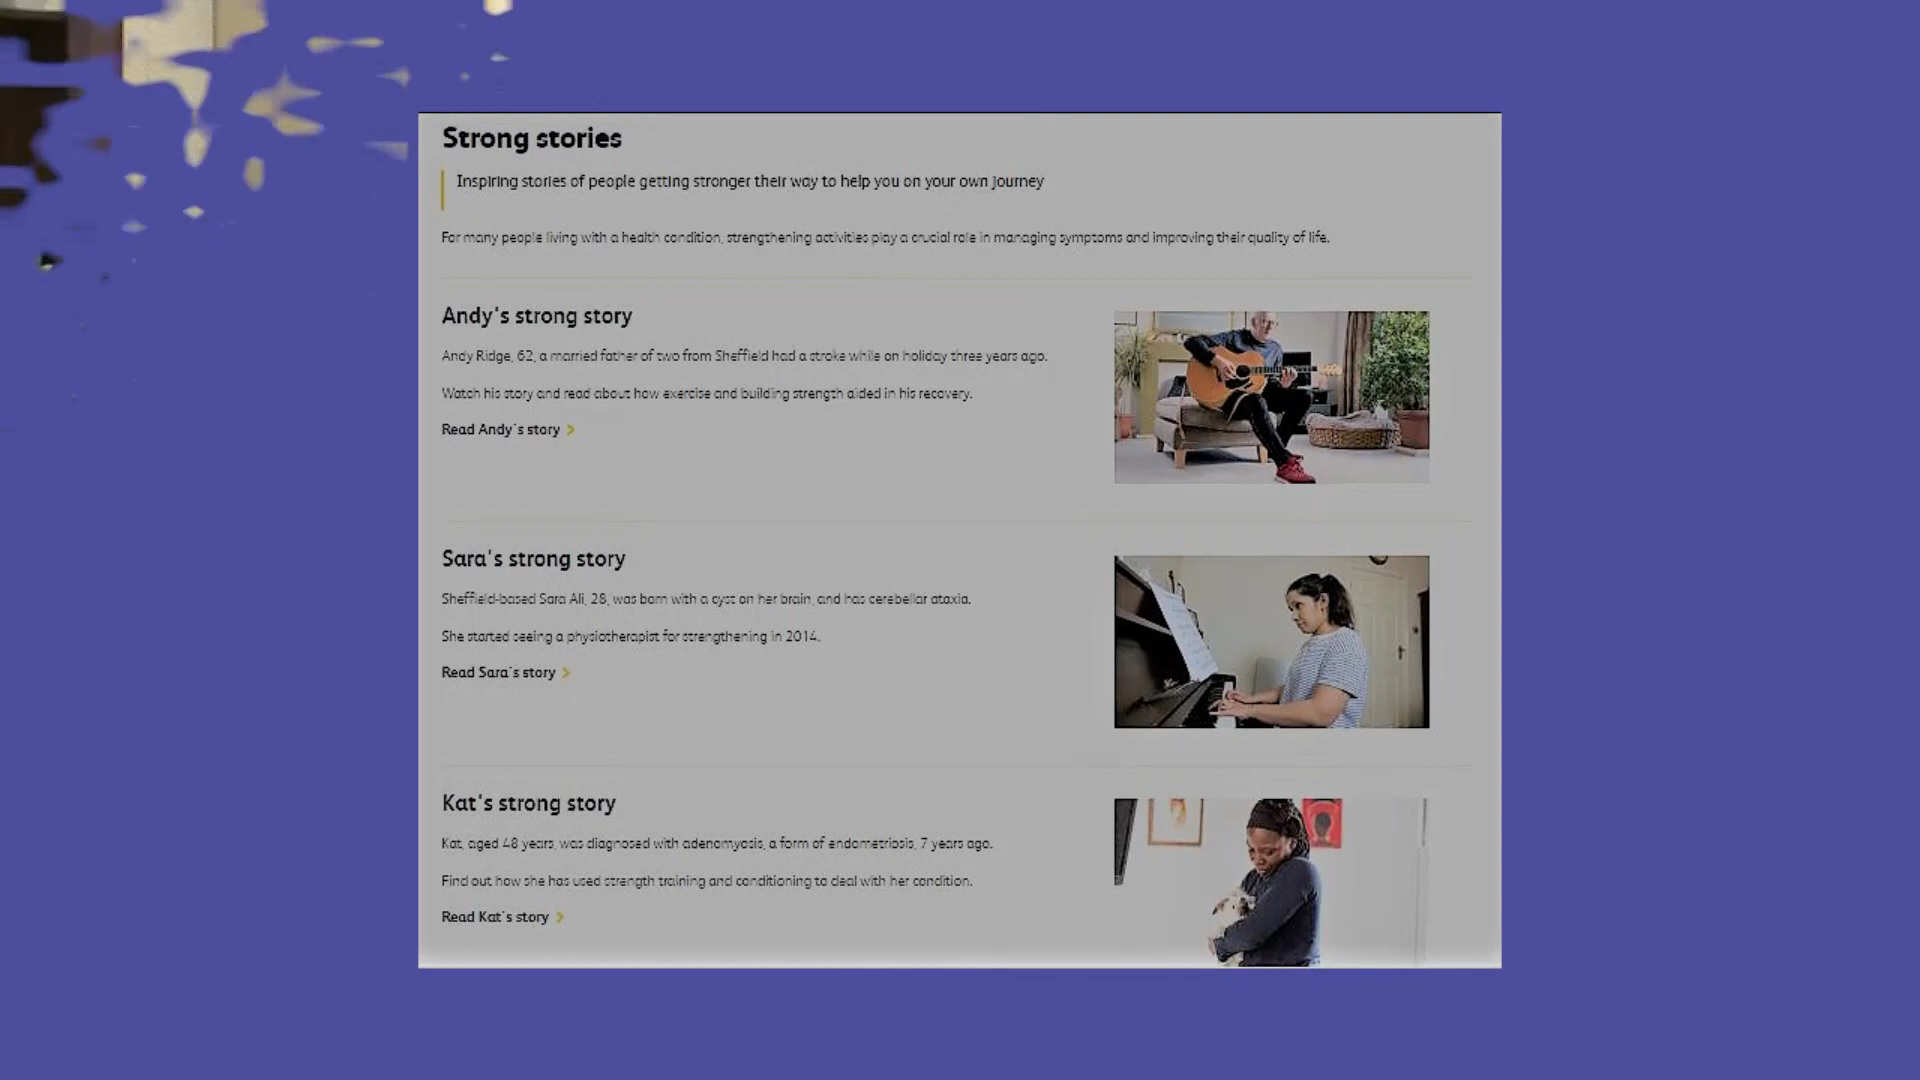 Strong stories
Inspiring stories of people getting stronger their way to help you on your own journey
For many people living with a health condition, strengthening activities play a crucial role in managing symptoms and improving their quality of life.
Andy's strong story
Andy Ridge, 62, a married father of two from Sheffield had a stroke while on holiday three years ago.
Watch his story and read about how exercise and building strength aided in his recovery.
Read Andy's story >
Sara's strong story
Sheffield-based Sara Ali, 28, was born with a cyst on her brain, and has cerebellar ataxia.
She started seeing a physiotherapist for strengthening in 2014.
Read Sara's story >
Kat's strong story
Kat, aged 48 years, was diagnosed with adenomyosis, a form of endometriosis, 7 years ago.
Find out how she has used strength training and conditioning to deal with her condition.
Read Kat's story >